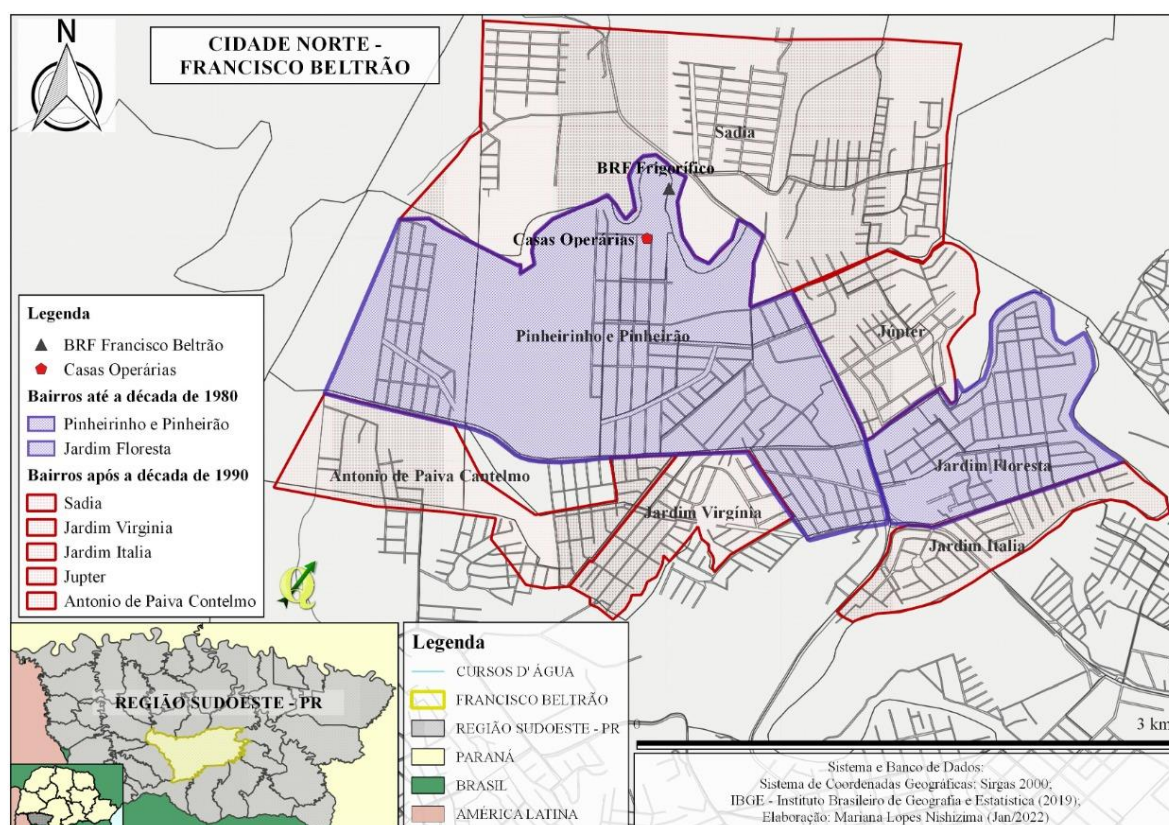 N
CIDADE NORTE -
FRANCISCO BELTRÃO
Sadia
BRF Frigorífico
Casas Operárias
Pinheirinho e Pinheirão
Júpter
Jardim Floresta
Antonio de Paiva Cantelmo
Jardim Virgínia
Jardim Italia
Legenda
BRF Francisco Beltrão
Casas Operárias
Bairros até a década de 1980
Pinheirinho e Pinheirão
Jardim Floresta
Bairros após a década de 1990
Sadia
Jardim Virginia
Jardim Italia
Jupter
Antonio de Paiva Contelmo
REGIÃO SUDOESTE - PR
Legenda
CURSOS D' ÁGUA
FRANCISCO BELTRÃO
REGIÃO SUDOESTE - PR
PARANÁ
BRASIL
AMÉRICA LATINA
0 3 km
Sistema e Banco de Dados:
Sistema de Coordenadas Geográficas: Sirgas 2000;
IBGE - Instituto Brasileiro de Geografia e Estatística (2019);
Elaboração: Mariana Lopes Nishizima (Jan/2022)